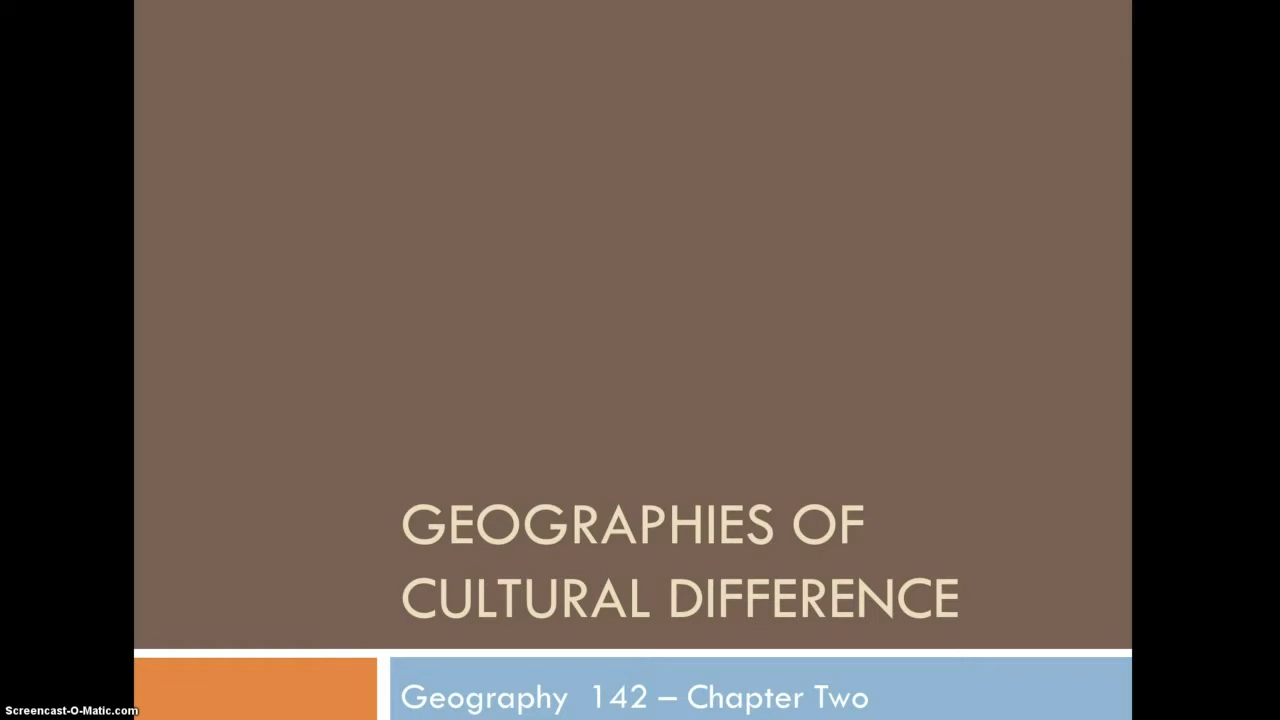 GEOGRAPHIES OF
CULTURAL DIFFERENCE
Geography 142 – Chapter Two
Screencast-O-Matic.com